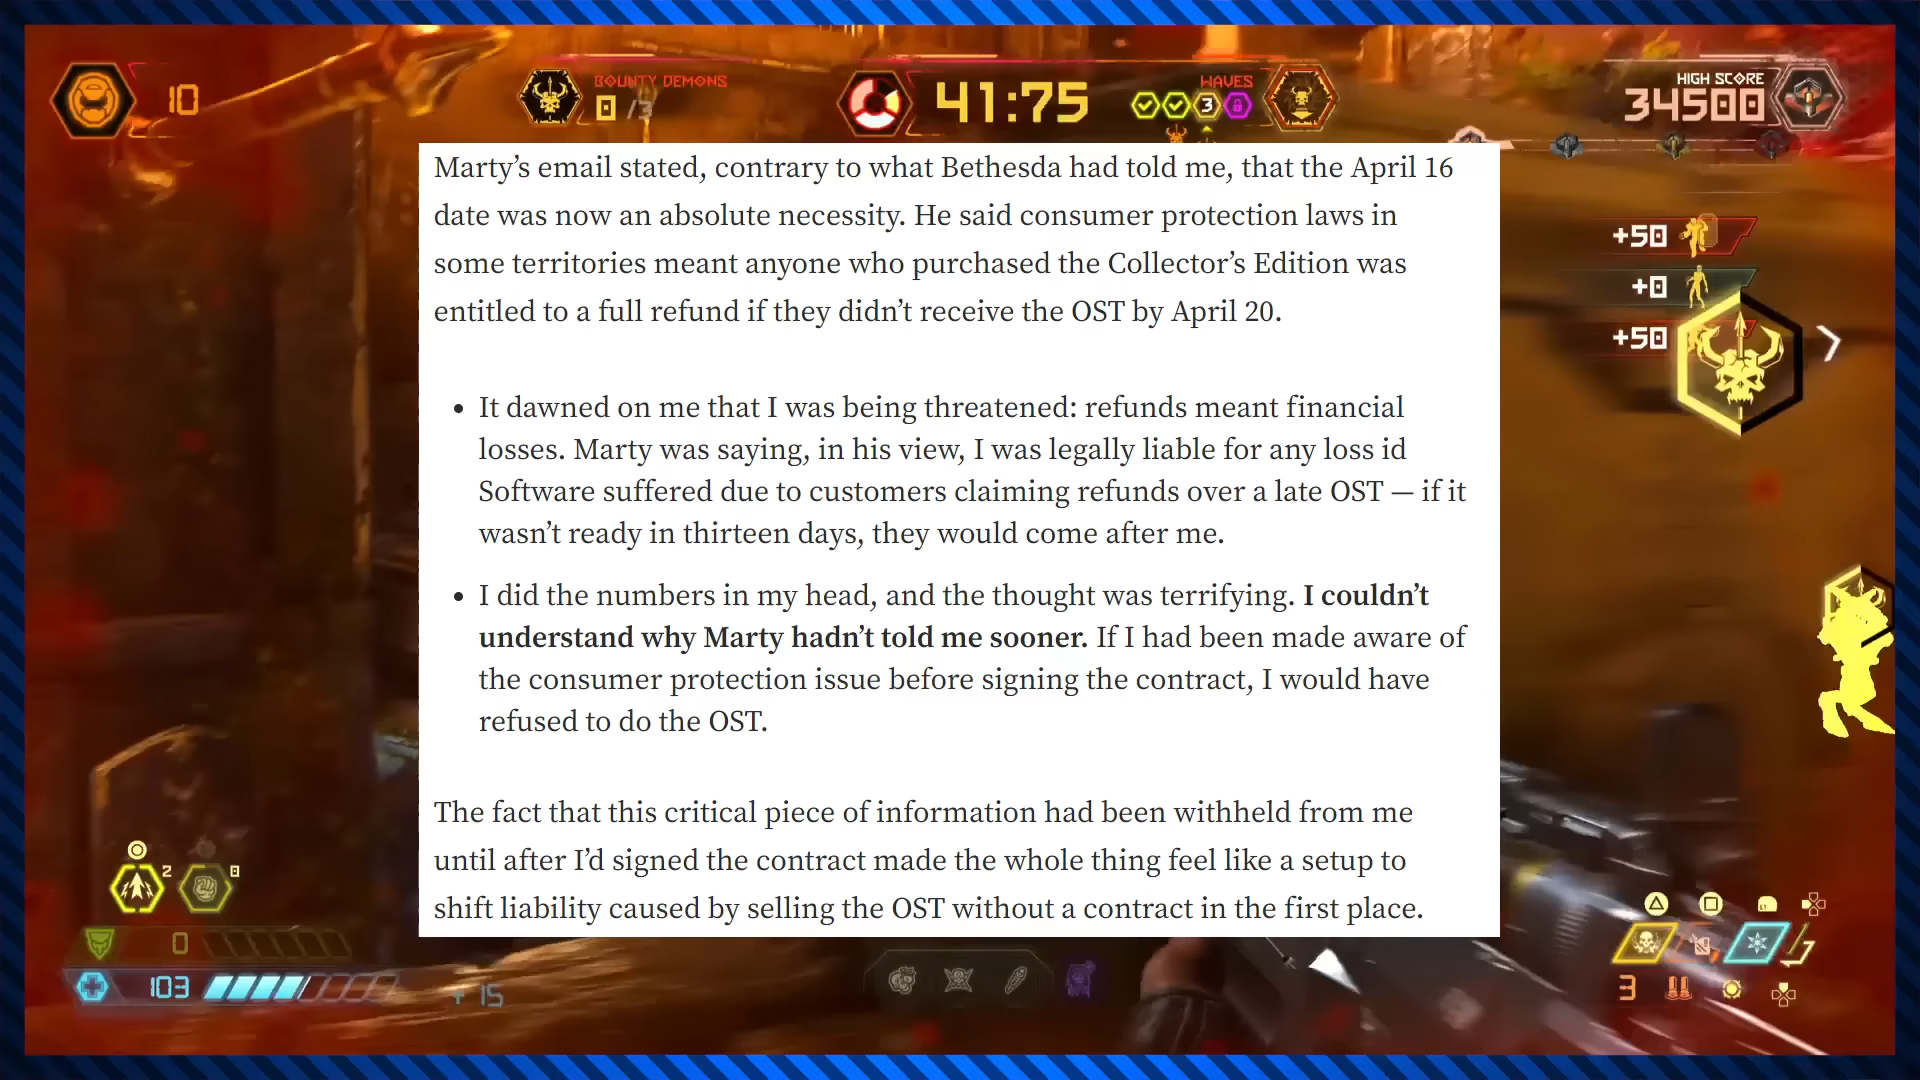 10
BOUNTY DEMONS
0 /3
41:75
WAVES
3
HIGH SCORE
34500
+50
+0
+50
Marty’s email stated, contrary to what Bethesda had told me, that the April 16
date was now an absolute necessity. He said consumer protection laws in
some territories meant anyone who purchased the Collector’s Edition was
entitled to a full refund if they didn’t receive the OST by April 20.
• It dawned on me that I was being threatened: refunds meant financial
losses. Marty was saying, in his view, I was legally liable for any loss id
Software suffered due to customers claiming refunds over a late OST — if it
wasn’t ready in thirteen days, they would come after me.
• I did the numbers in my head, and the thought was terrifying. I couldn’t
understand why Marty hadn’t told me sooner. If I had been made aware of
the consumer protection issue before signing the contract, I would have
refused to do the OST.
The fact that this critical piece of information had been withheld from me
until after I’d signed the contract made the whole thing feel like a setup to
shift liability caused by selling the OST without a contract in the first place.
2
0
0
103
+ 15
L1
3